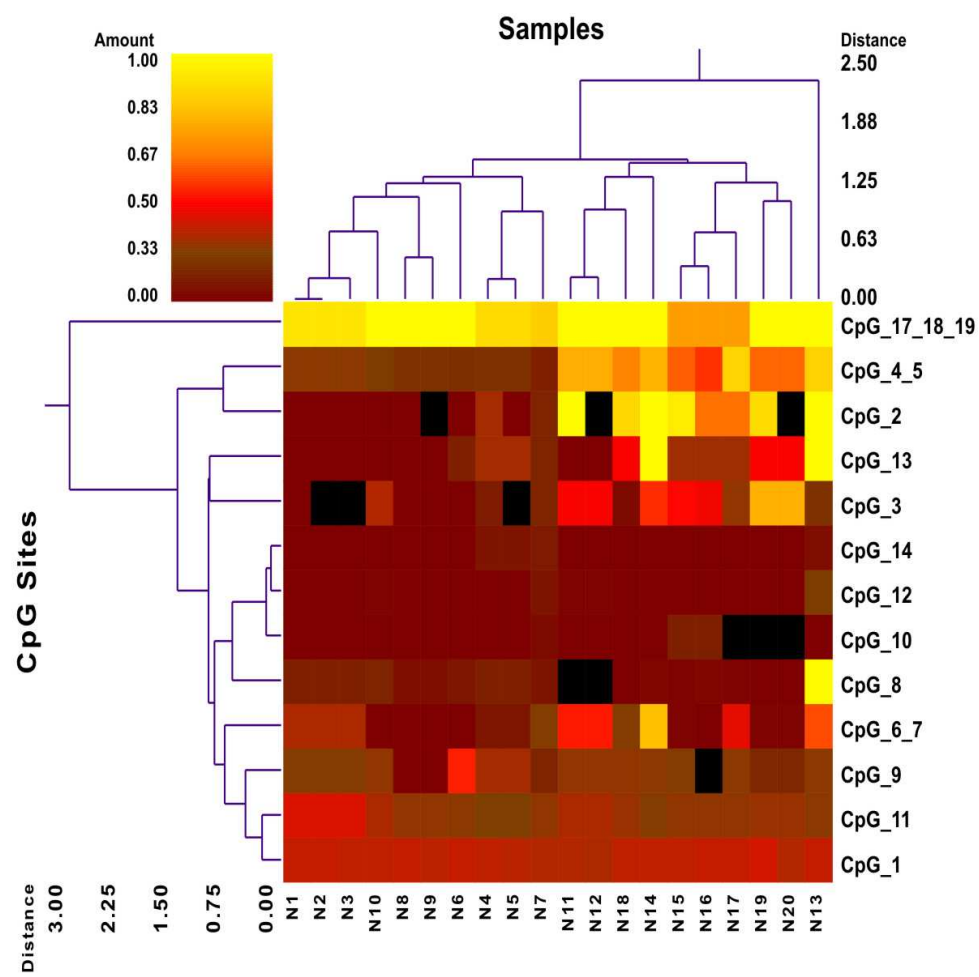 Samples
Amount
1.00
0.83
0.67
0.50
0.33
0.00
Distance
2.50
1.88
1.25
0.63
0.00
CpG_17_18_19
CpG_4_5
CpG_2
CpG_13
CpG_3
CpG_14
CpG_12
CpG_10
CpG_8
CpG_6_7
CpG_9
CpG_11
CpG_1
CpG Sites
Distance
3.00
2.25
1.50
0.75
0.00
N1
N2
N3
N10
N8
N9
N6
N4
N5
N7
N11
N12
N18
N14
N15
N16
N17
N19
N20
N13